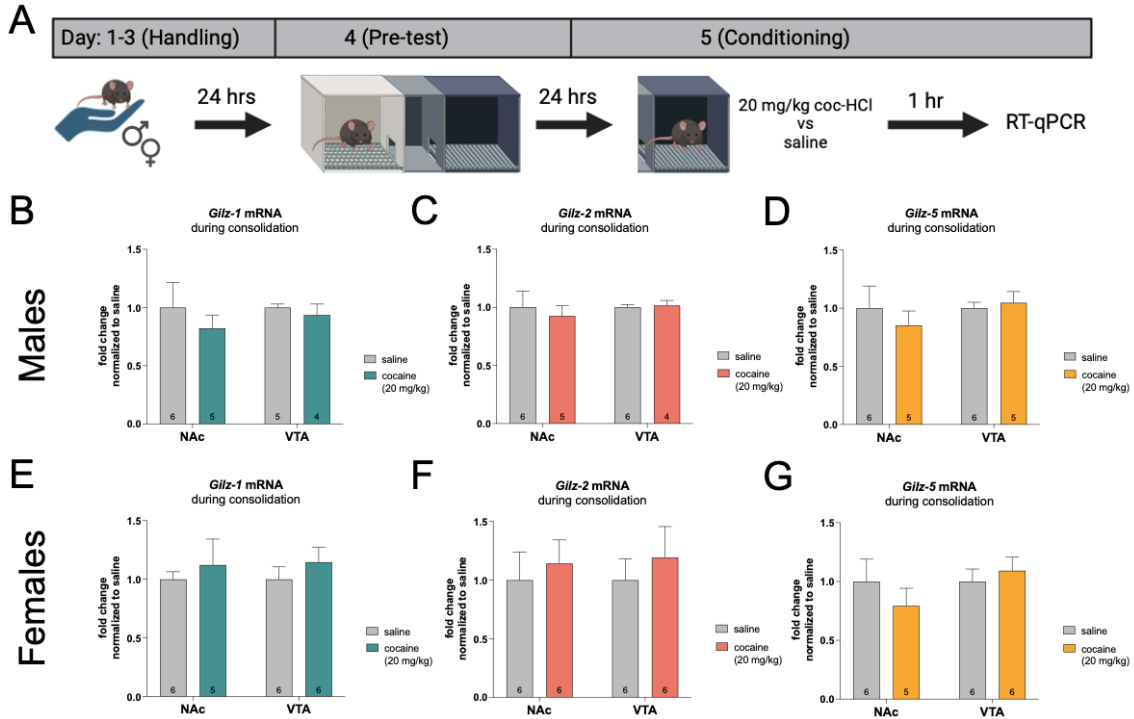 A
Day: 1-3 (Handling)
4 (Pre-test)
5 (Conditioning)
24 hrs
24 hrs
20 mg/kg coc-HCl
vs
saline
1 hr
RT-qPCR
Males
B
Gilz-1 mRNA
during consolidation
fold change
normalized to saline
1.5
1.0
0.5
0.0
6
5
5
4
NAc
VTA
saline
cocaine
(20 mg/kg)
C
Gilz-2 mRNA
during consolidation
fold change
normalized to saline
1.5
1.0
0.5
0.0
6
5
6
4
NAc
VTA
saline
cocaine
(20 mg/kg)
D
Gilz-5 mRNA
during consolidation
fold change
normalized to saline
1.5
1.0
0.5
0.0
6
5
6
5
NAc
VTA
saline
cocaine
(20 mg/kg)
Females
E
Gilz-1 mRNA
during consolidation
fold change
normalized to saline
1.5
1.0
0.5
0.0
6
5
6
6
NAc
VTA
saline
cocaine
(20 mg/kg)
F
Gilz-2 mRNA
during consolidation
fold change
normalized to saline
1.5
1.0
0.5
0.0
6
6
6
6
NAc
VTA
saline
cocaine
(20 mg/kg)
G
Gilz-5 mRNA
during consolidation
fold change
normalized to saline
1.5
1.0
0.5
0.0
6
5
6
6
NAc
VTA
saline
cocaine
(20 mg/kg)